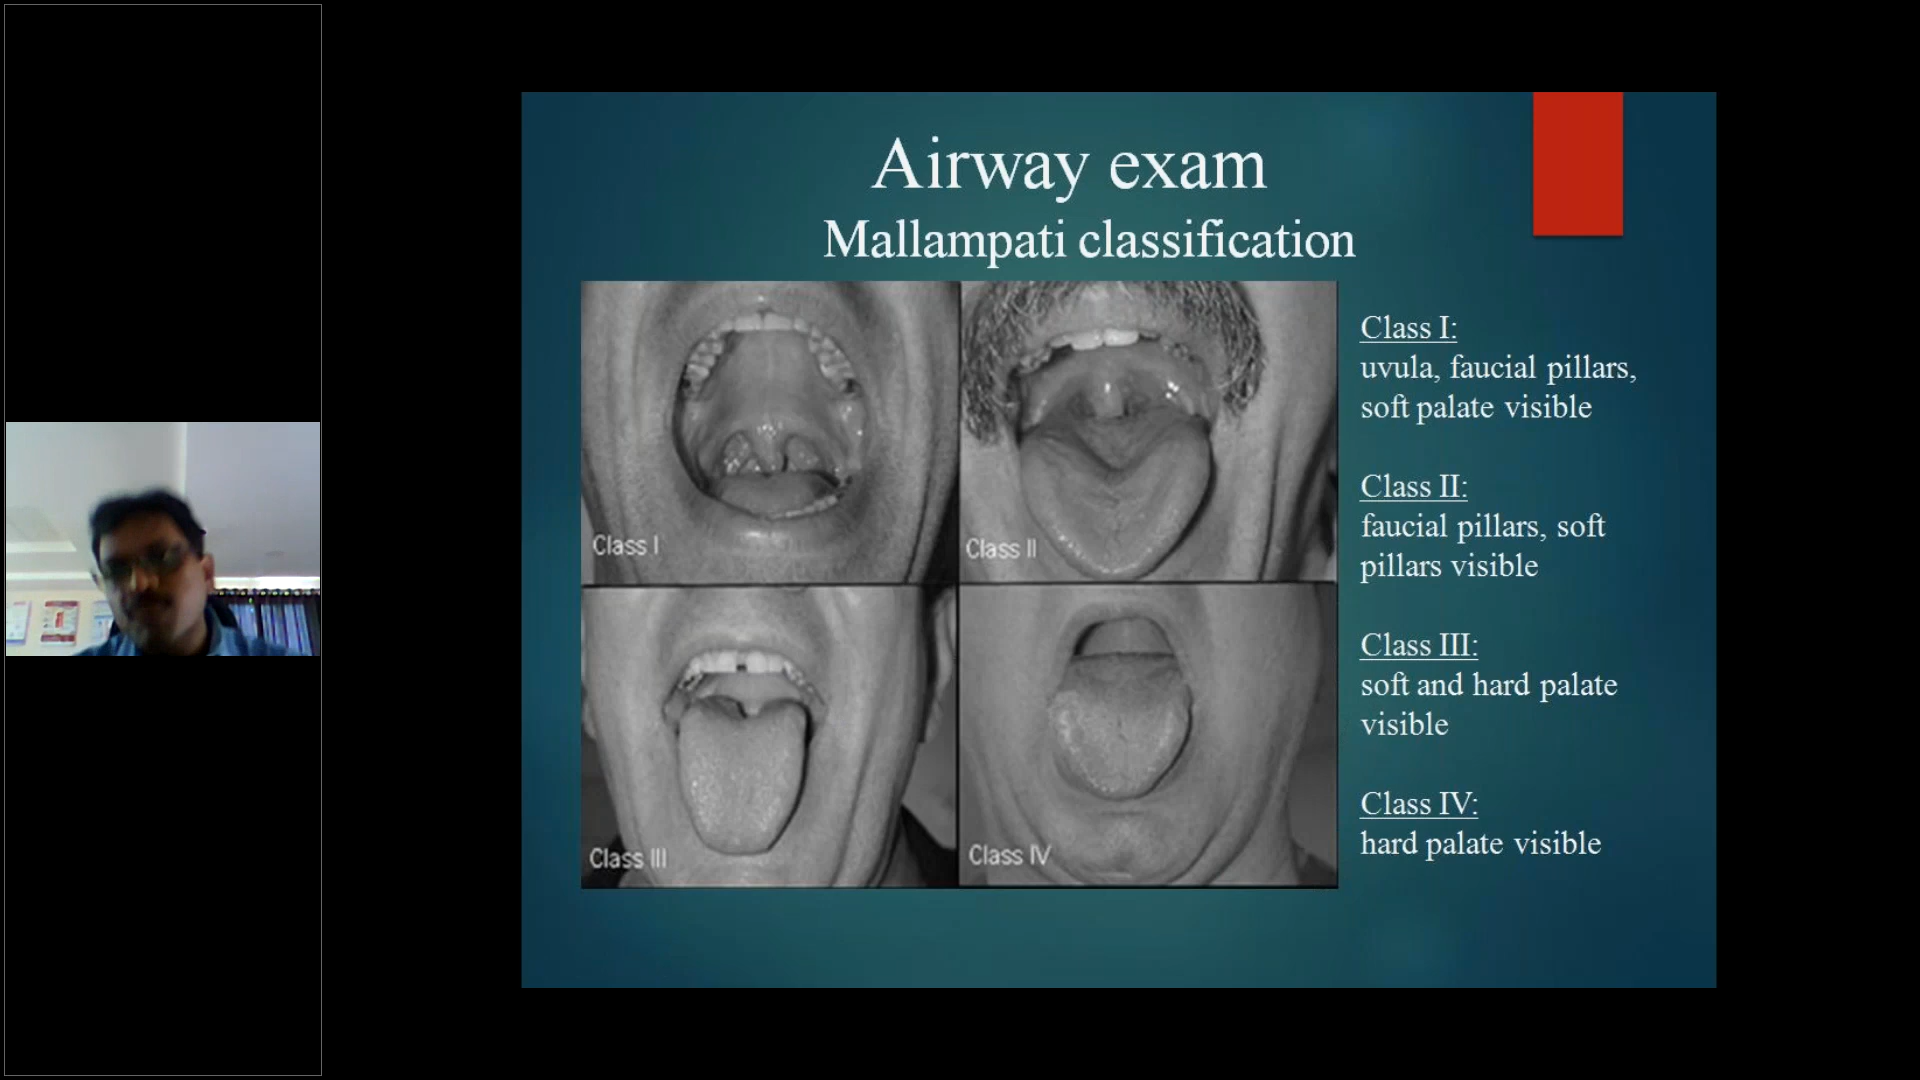 Airway exam
Mallampati classification
Class I
Class II
Class III
Class IV
Class I:
uvula, faucial pillars,
soft palate visible
Class II:
faucial pillars, soft
pillars visible
Class III:
soft and hard palate
visible
Class IV:
hard palate visible